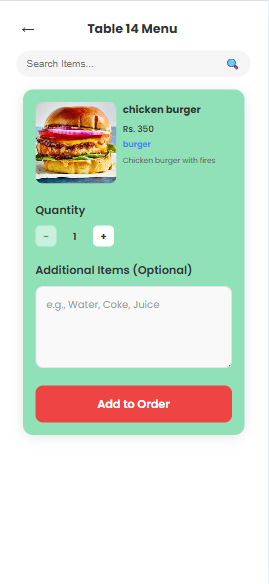 ← Table 14 Menu
Search Items...
chicken burger
Rs. 350
burger
Chicken burger with fires
Quantity
- 1 +
Additional Items (Optional)
e.g., Water, Coke, Juice
Add to Order